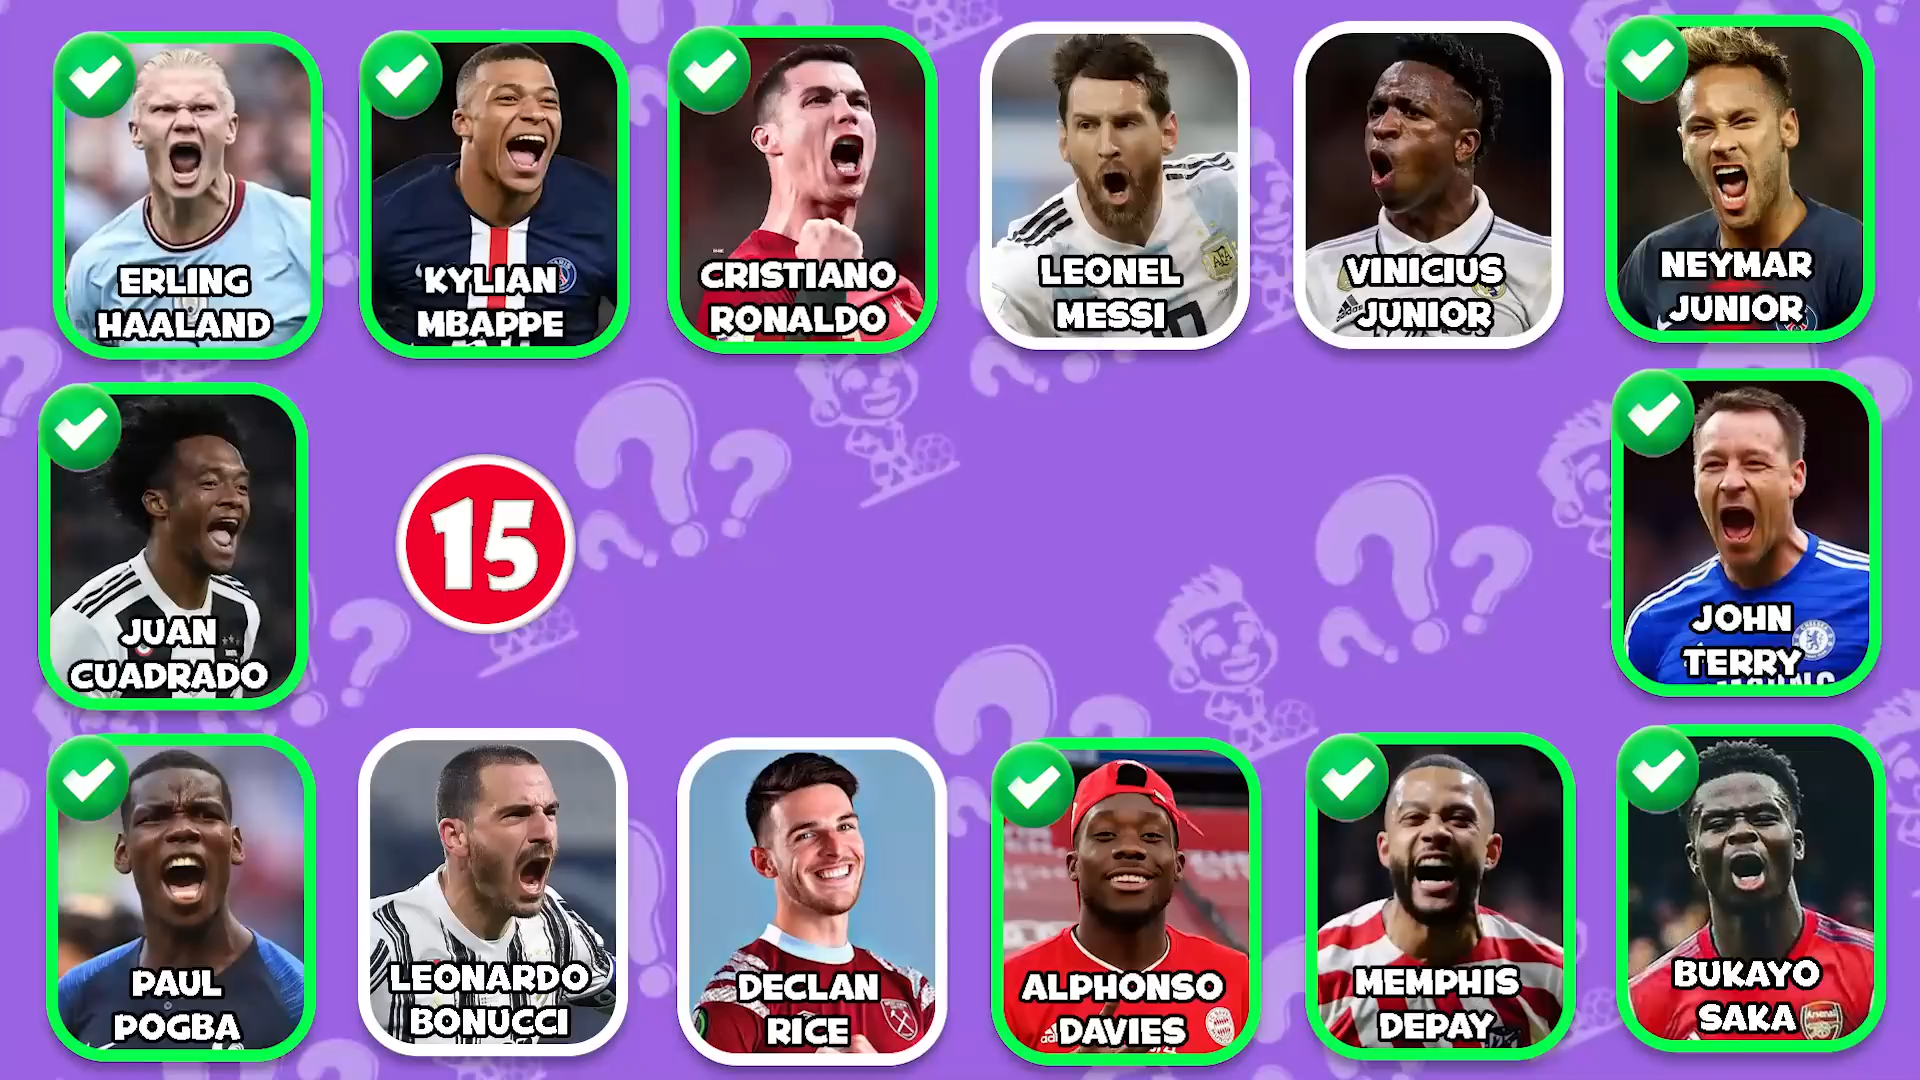 ERLING
HAALAND
KYLIAN
MBAPPE
CRISTIANO
RONALDO
LEONEL
MESSI
VINICIUS
JUNIOR
NEYMAR
JUNIOR
JUAN
CUADRADO
15
JOHN
TERRY
PAUL
POGBA
LEONARDO
BONUCCI
DECLAN
RICE
ALPHONSO
DAVIES
MEMPHIS
DEPAY
BUKAYO
SAKA